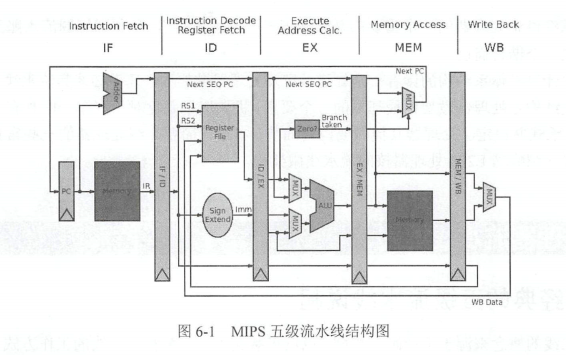 Instruction Fetch
IF
Instruction Decode
Register Fetch
ID
Execute
Address Calc.
EX
Memory Access
MEM
Write Back
WB
Next PC
Adder
Next SEQ PC
Next SEQ PC
MUX
RS1
RS2
Register
File
Zero?
Branch
taken
IF / ID
ID / EX
EX / MEM
MEM / WB
PC
Memory
IR
Sign
Extend
Imm
MUX
MUX
ALU
Memory
MUX
WB Data
图 6-1 MIPS 五级流水线结构图